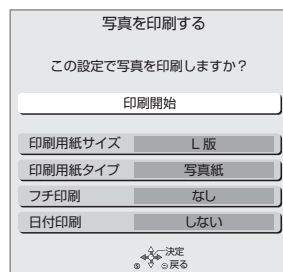 写真を印刷する
この設定で写真を印刷しますか？
印刷開始
印刷用紙サイズ L版
印刷用紙タイプ 写真紙
フチ印刷 なし
日付印刷 しない
決定
戻る